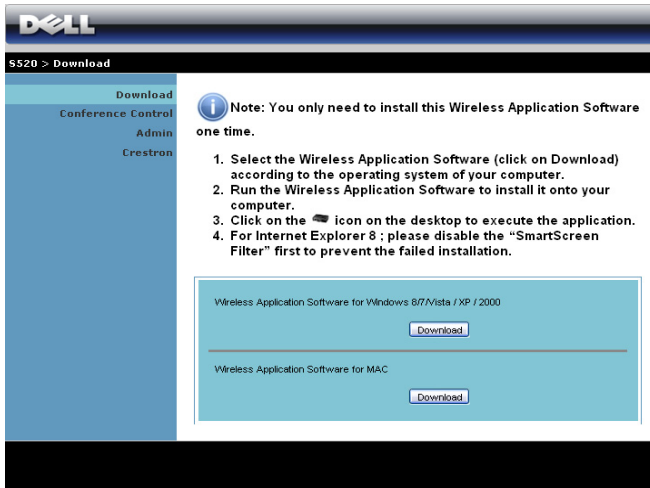 DELL
S520 > Download
Download
Conference Control
Admin
Crestron
Note: You only need to install this Wireless Application Software
one time.
1. Select the Wireless Application Software (click on Download)
according to the operating system of your computer.
2. Run the Wireless Application Software to install it onto your
computer.
3. Click on the icon on the desktop to execute the application.
4. For Internet Explorer 8 ; please disable the “SmartScreen
Filter” first to prevent the failed installation.
Wireless Application Software for Windows 8/7/Vista / XP / 2000
Download
Wireless Application Software for MAC
Download